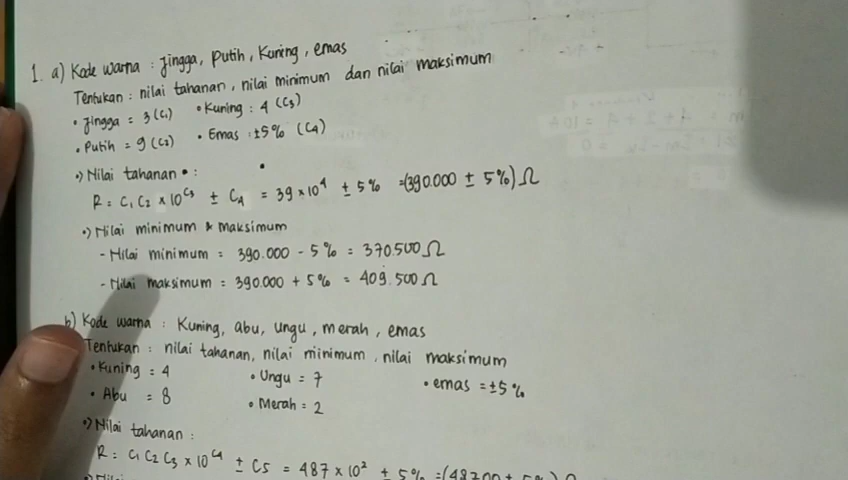 1. a) Kode warna : Jingga, Putih, Kuning, emas
Tentukan : nilai tahanan, nilai minimum dan nilai maksimum
• Jingga = 3 (C1) • Kuning : 4 (C3)
• Putih = 9 (C2) • Emas : ±5% (C4)
•) Nilai tahanan • :
R = C1 C2 × 10^C3 ± C4 = 39 × 10^4 ± 5% = (390.000 ± 5%) Ω
•) Nilai minimum & maksimum
- Nilai minimum = 390.000 - 5% = 370.500 Ω
- Nilai maksimum = 390.000 + 5% = 409.500 Ω
b) Kode warna : Kuning, abu, ungu, merah, emas
Tentukan : nilai tahanan, nilai minimum, nilai maksimum
• Kuning = 4 • Ungu = 7 • emas = ±5%
• Abu = 8 • Merah = 2
•) Nilai tahanan :
R = C1 C2 C3 × 10^C4 ± C5 = 487 × 10² ± 5% = (48700 ± 5%) Ω